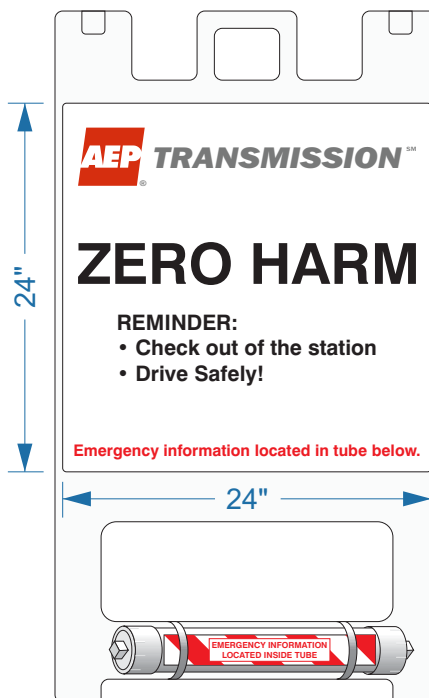 AEP TRANSMISSION SM
®
ZERO HARM
REMINDER:
• Check out of the station
• Drive Safely!
24"
Emergency information located in tube below.
24"
EMERGENCY INFORMATION
LOCATED INSIDE TUBE